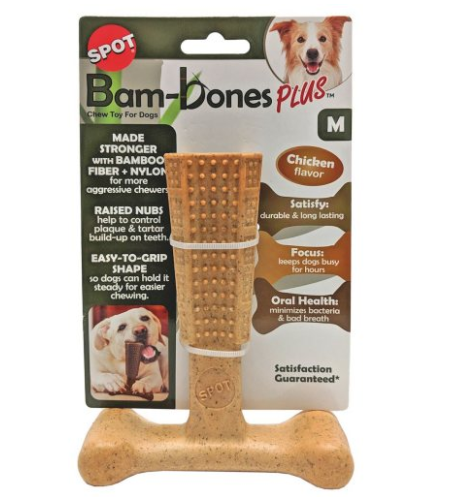 SPOT
Bam-bones PLUS™
Chew Toy For Dogs
M
MADE
STRONGER
WITH BAMBOO
FIBER + NYLON
for more
aggressive chewers
RAISED NUBS
help to control
plaque & tartar
build-up on teeth.
EASY-TO-GRIP
SHAPE
so dogs can hold it
steady for easier
chewing.
Chicken
flavor
Satisfy:
durable & long lasting
Focus:
keeps dogs busy
for hours
Oral Health:
minimizes bacteria
& bad breath
Satisfaction
Guaranteed*
SPOT